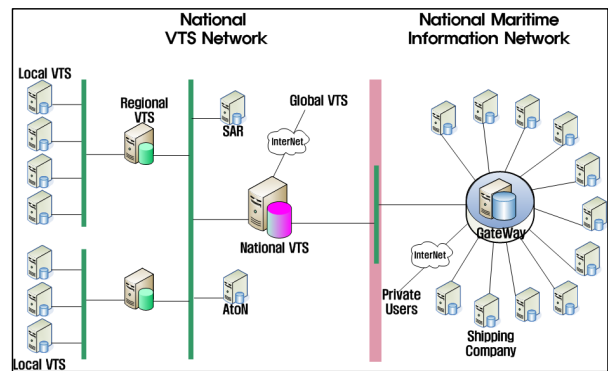 National
VTS Network
National Maritime
Information Network
Local VTS
Regional
VTS
SAR
Global VTS
InterNet
National VTS
GateWay
InterNet
Private
Users
AtoN
Shipping
Company
Local VTS